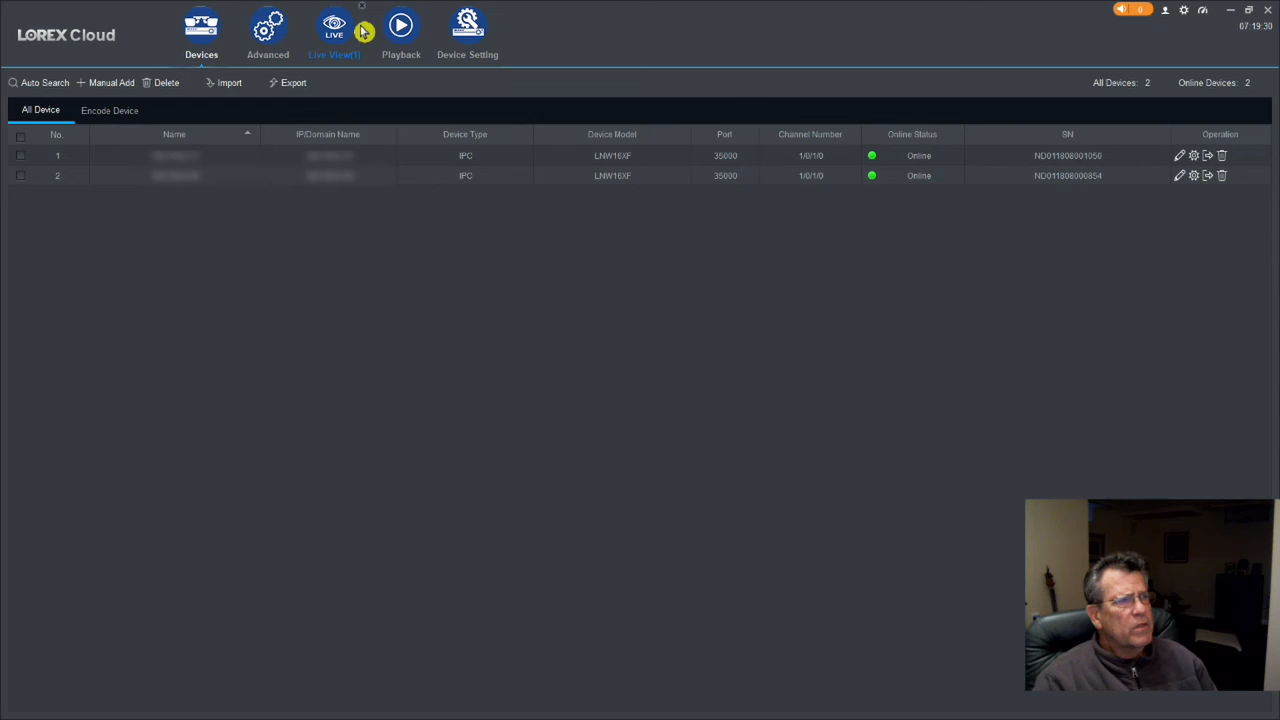 LOREX Cloud
LIVE
Devices
Advanced
Live View(1)
Playback
Device Setting
0
07:19:30
Auto Search
Manual Add
Delete
Import
Export
All Devices: 2
Online Devices: 2
All Device
Encode Device
No. Name IP/Domain Name Device Type Device Model Port Channel Number Online Status SN Operation
1 IPC LNW16XF 35000 1/0/1/0 Online ND011808001050
2 IPC LNW16XF 35000 1/0/1/0 Online ND011808000854